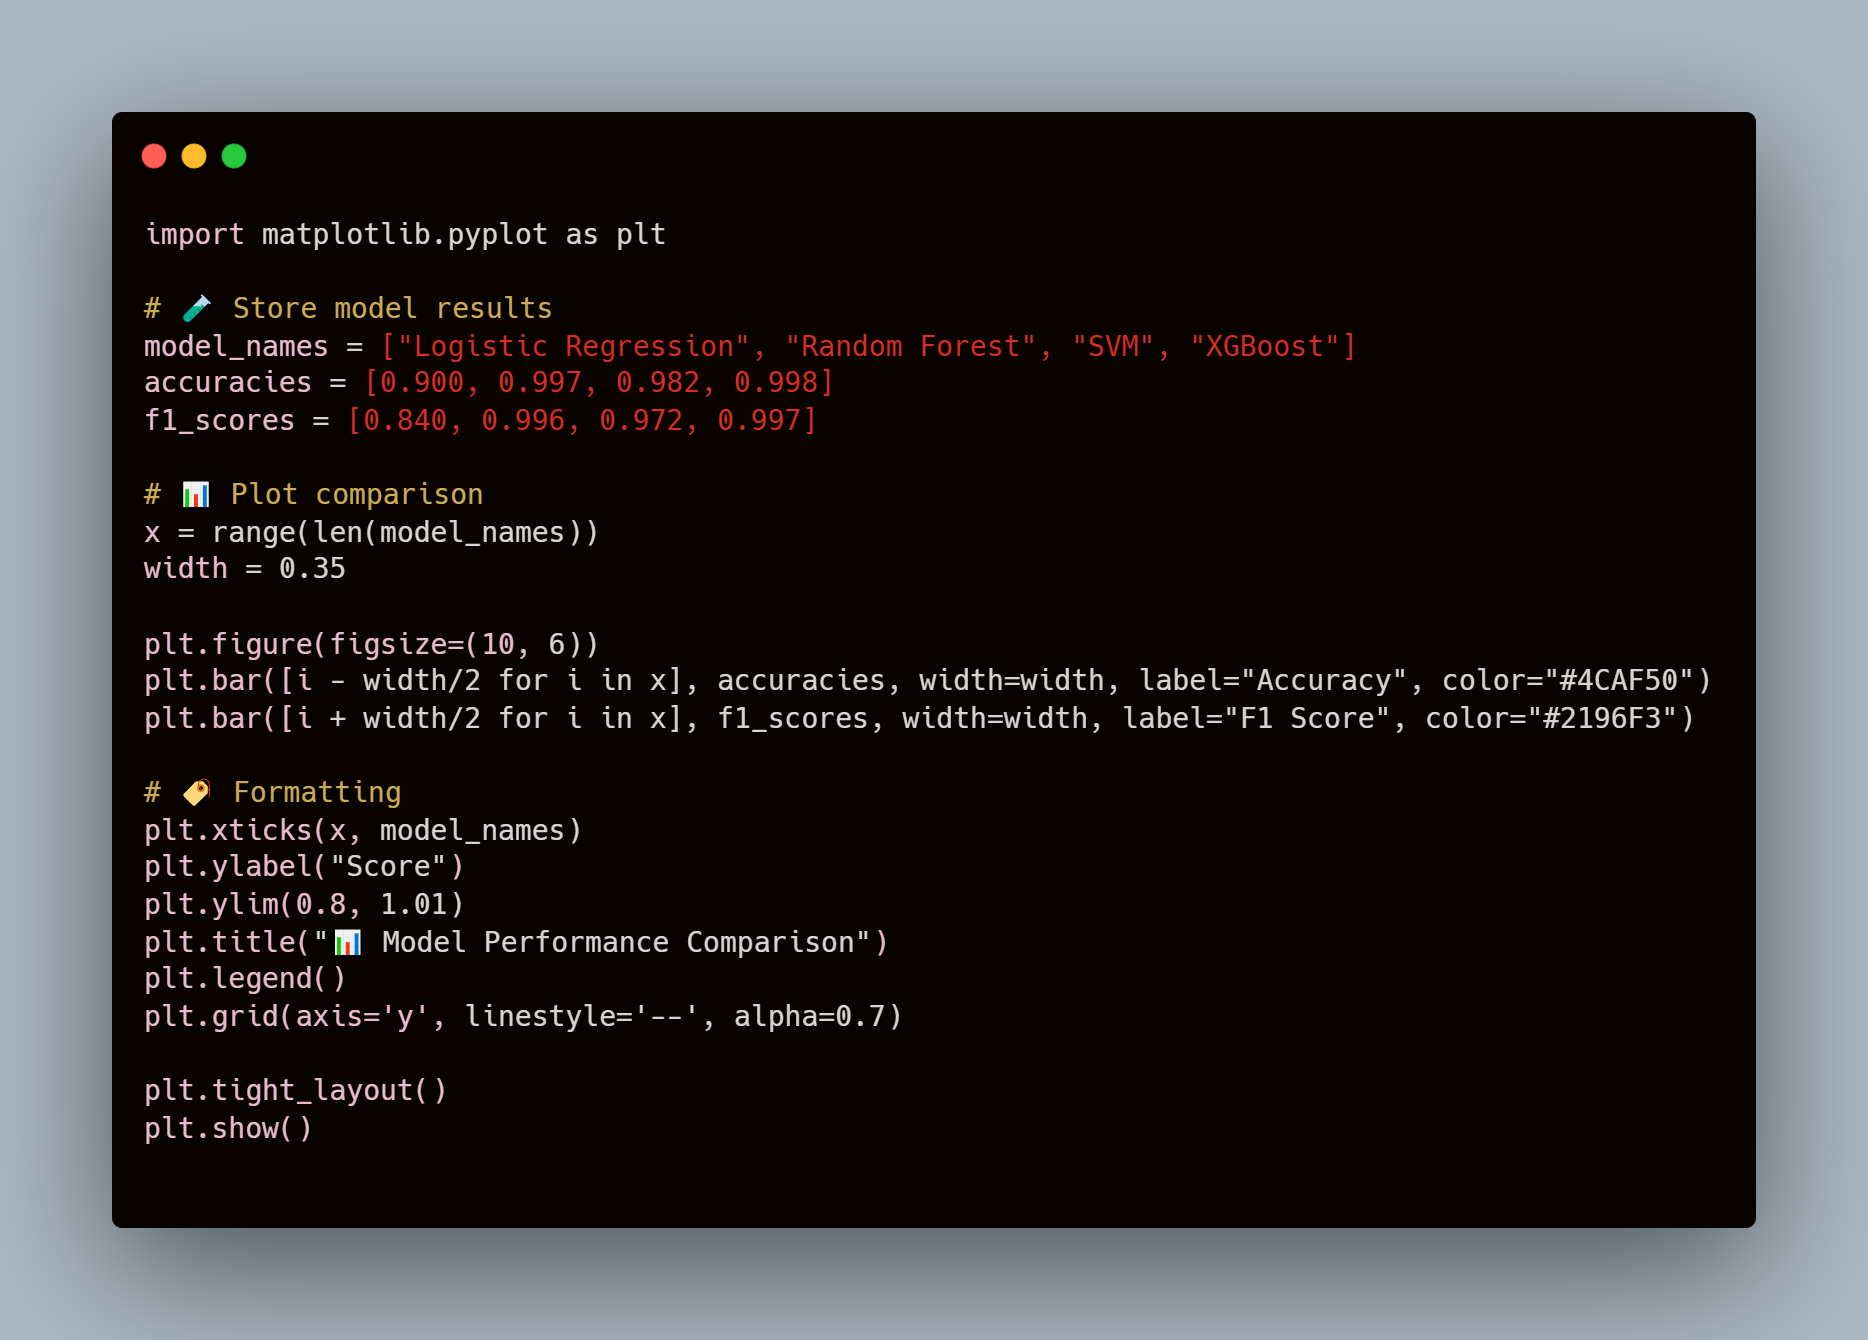 import matplotlib.pyplot as plt
# 🧪 Store model results
model_names = ["Logistic Regression", "Random Forest", "SVM", "XGBoost"]
accuracies = [0.900, 0.997, 0.982, 0.998]
f1_scores = [0.840, 0.996, 0.972, 0.997]
# 📊 Plot comparison
x = range(len(model_names))
width = 0.35
plt.figure(figsize=(10, 6))
plt.bar([i - width/2 for i in x], accuracies, width=width, label="Accuracy", color="#4CAF50")
plt.bar([i + width/2 for i in x], f1_scores, width=width, label="F1 Score", color="#2196F3")
# 🏷️ Formatting
plt.xticks(x, model_names)
plt.ylabel("Score")
plt.ylim(0.8, 1.01)
plt.title("📊 Model Performance Comparison")
plt.legend()
plt.grid(axis='y', linestyle='--', alpha=0.7)
plt.tight_layout()
plt.show()